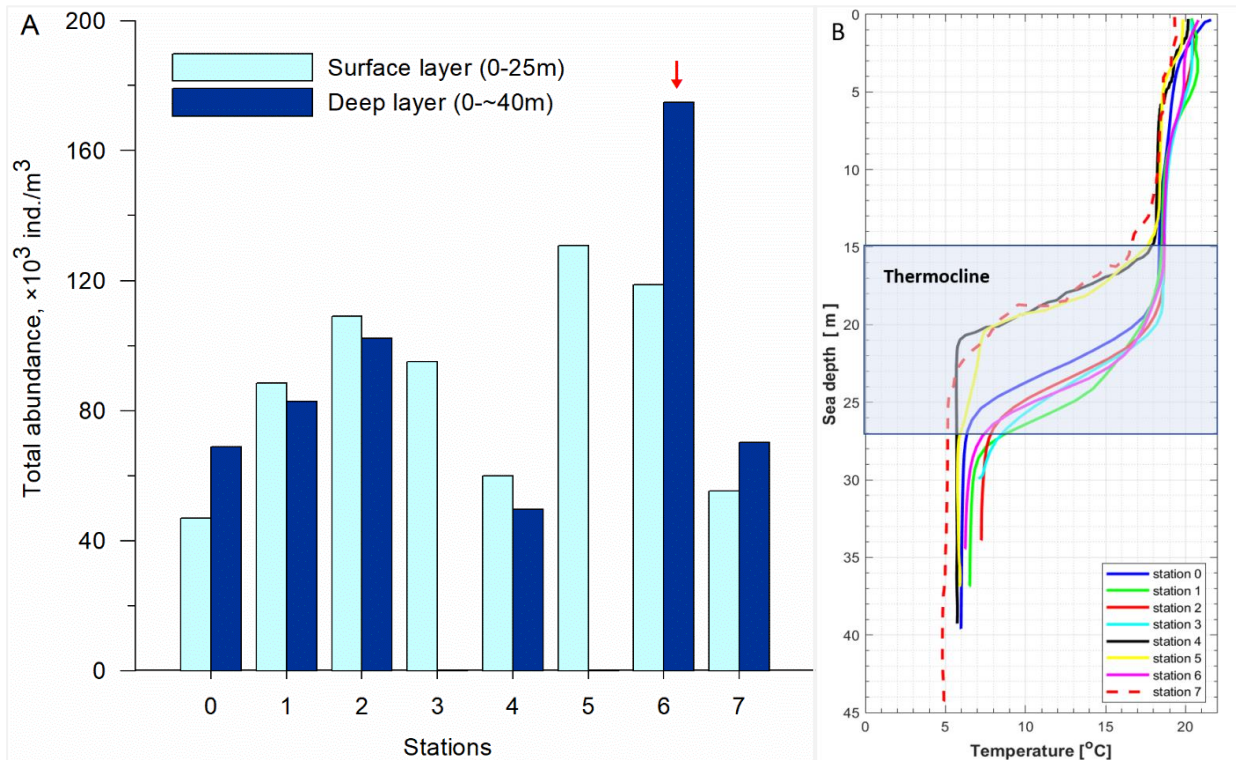 A
Total abundance, ×10³ ind./m³
200
160
120
80
40
0
Surface layer (0-25m)
Deep layer (0-~40m)
0 1 2 3 4 5 6 7
Stations
B
Sea depth [ m ]
0
5
10
15
20
25
30
35
40
45
Thermocline
station 0
station 1
station 2
station 3
station 4
station 5
station 6
station 7
0 5 10 15 20
Temperature [°C]